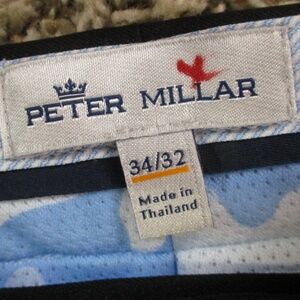 PETER MILLAR
34/32
Made in
Thailand